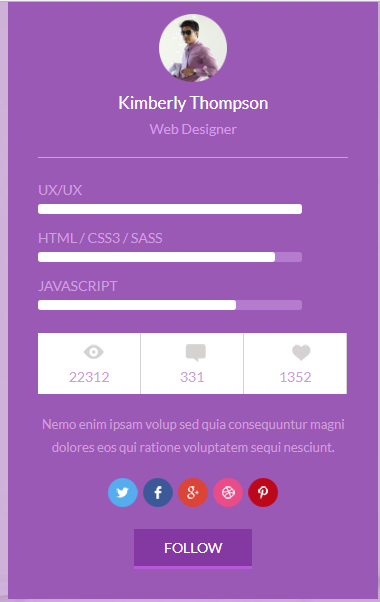 Kimberly Thompson
Web Designer
UX/UX
HTML / CSS3 / SASS
JAVASCRIPT
22312
331
1352
Nemo enim ipsam volup sed quia consequuntur magni
dolores eos qui ratione voluptatem sequi nesciunt.
FOLLOW